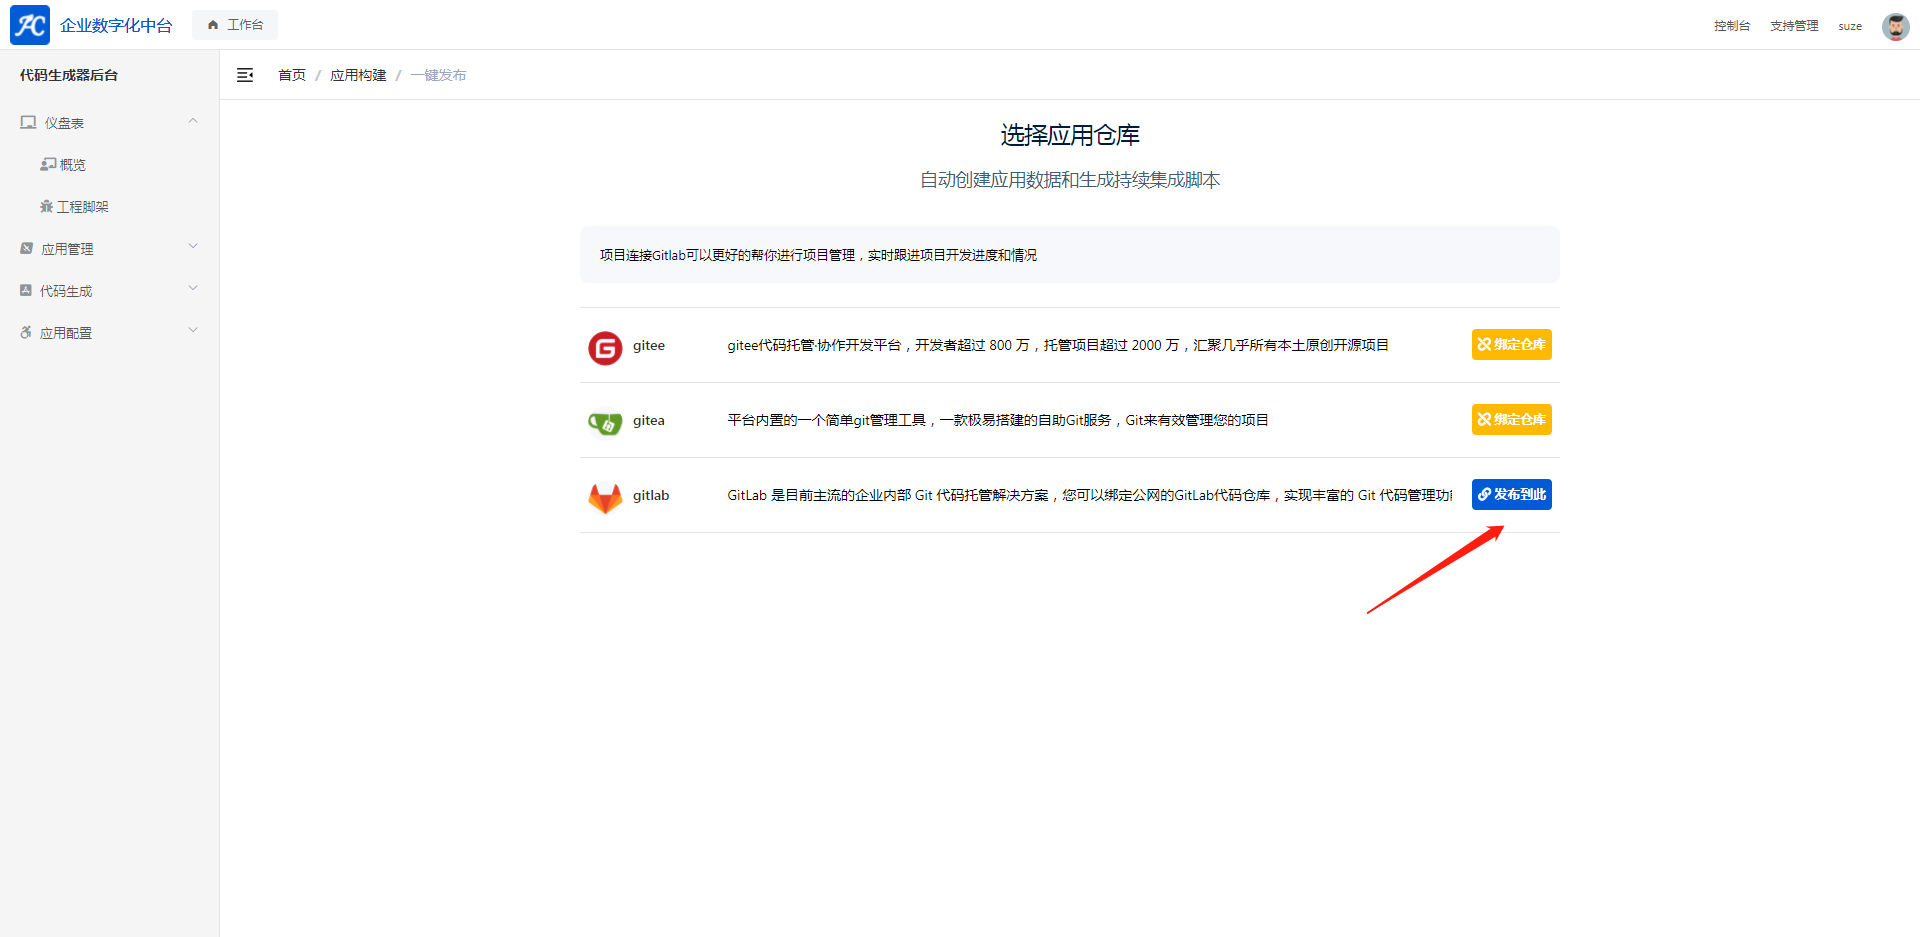 企业数字化中台
工作台
控制台
支持管理
suze
代码生成器后台
首页 / 应用构建 / 一键发布
仪盘表
概览
工程脚架
应用管理
代码生成
应用配置
选择应用仓库
自动创建应用数据和生成持续集成脚本
项目连接Gitlab可以更好的帮你进行项目管理，实时跟进项目开发进度和情况
gitee
gitee代码托管·协作开发平台，开发者超过 800 万，托管项目超过 2000 万，汇聚几乎所有本土原创开源项目
绑定仓库
gitea
平台内置的一个简单git管理工具，一款极易搭建的自助Git服务，Git来有效管理您的项目
绑定仓库
gitlab
GitLab 是目前主流的企业内部 Git 代码托管解决方案，您可以绑定公网的GitLab代码仓库，实现丰富的 Git 代码管理功
发布到此